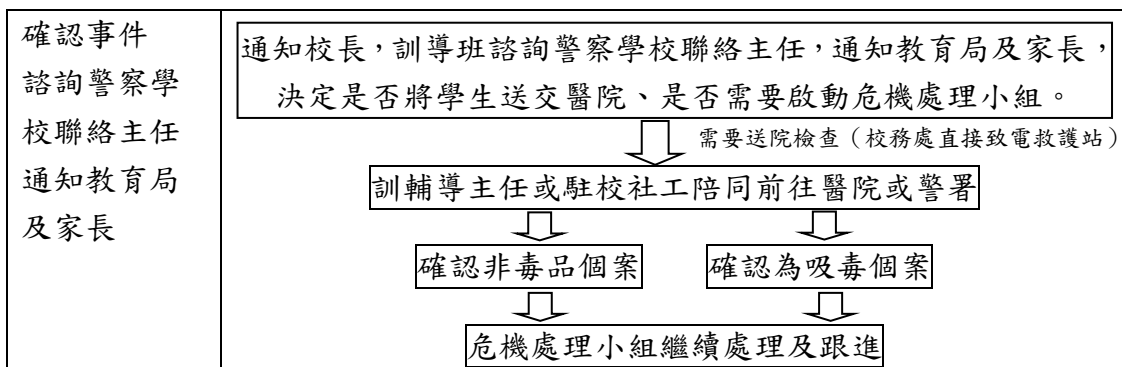 確認事件
諮詢警察學
校聯絡主任
通知教育局
及家長
通知校長，訓導班諮詢警察學校聯絡主任，通知教育局及家長，
決定是否將學生送交醫院、是否需要啟動危機處理小組。
需要送院檢查（校務處直接致電救護站）
訓輔導主任或駐校社工陪同前往醫院或警署
確認非毒品個案
確認為吸毒個案
危機處理小組繼續處理及跟進